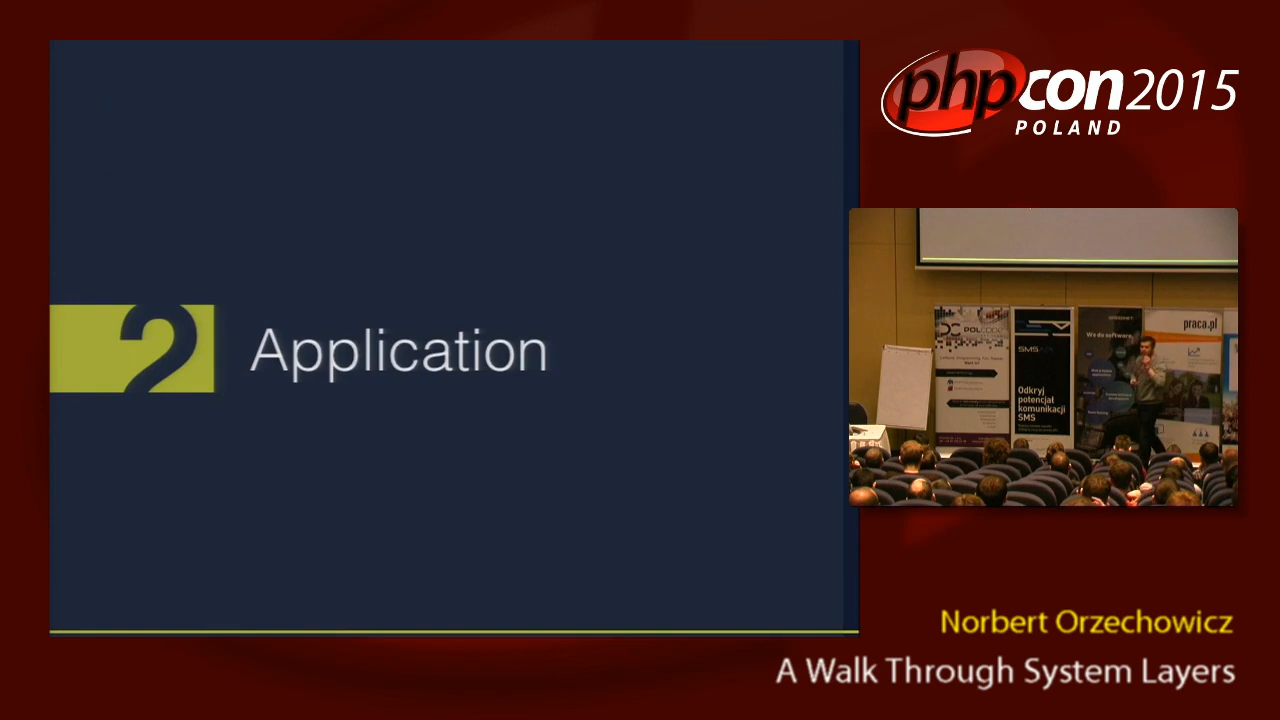 phpcon2015
POLAND
2
Application
POLCODE
praca.pl
We do software.
SMSAPI
Odkryj
potencjał
komunikacji
SMS
Norbert Orzechowicz
A Walk Through System Layers